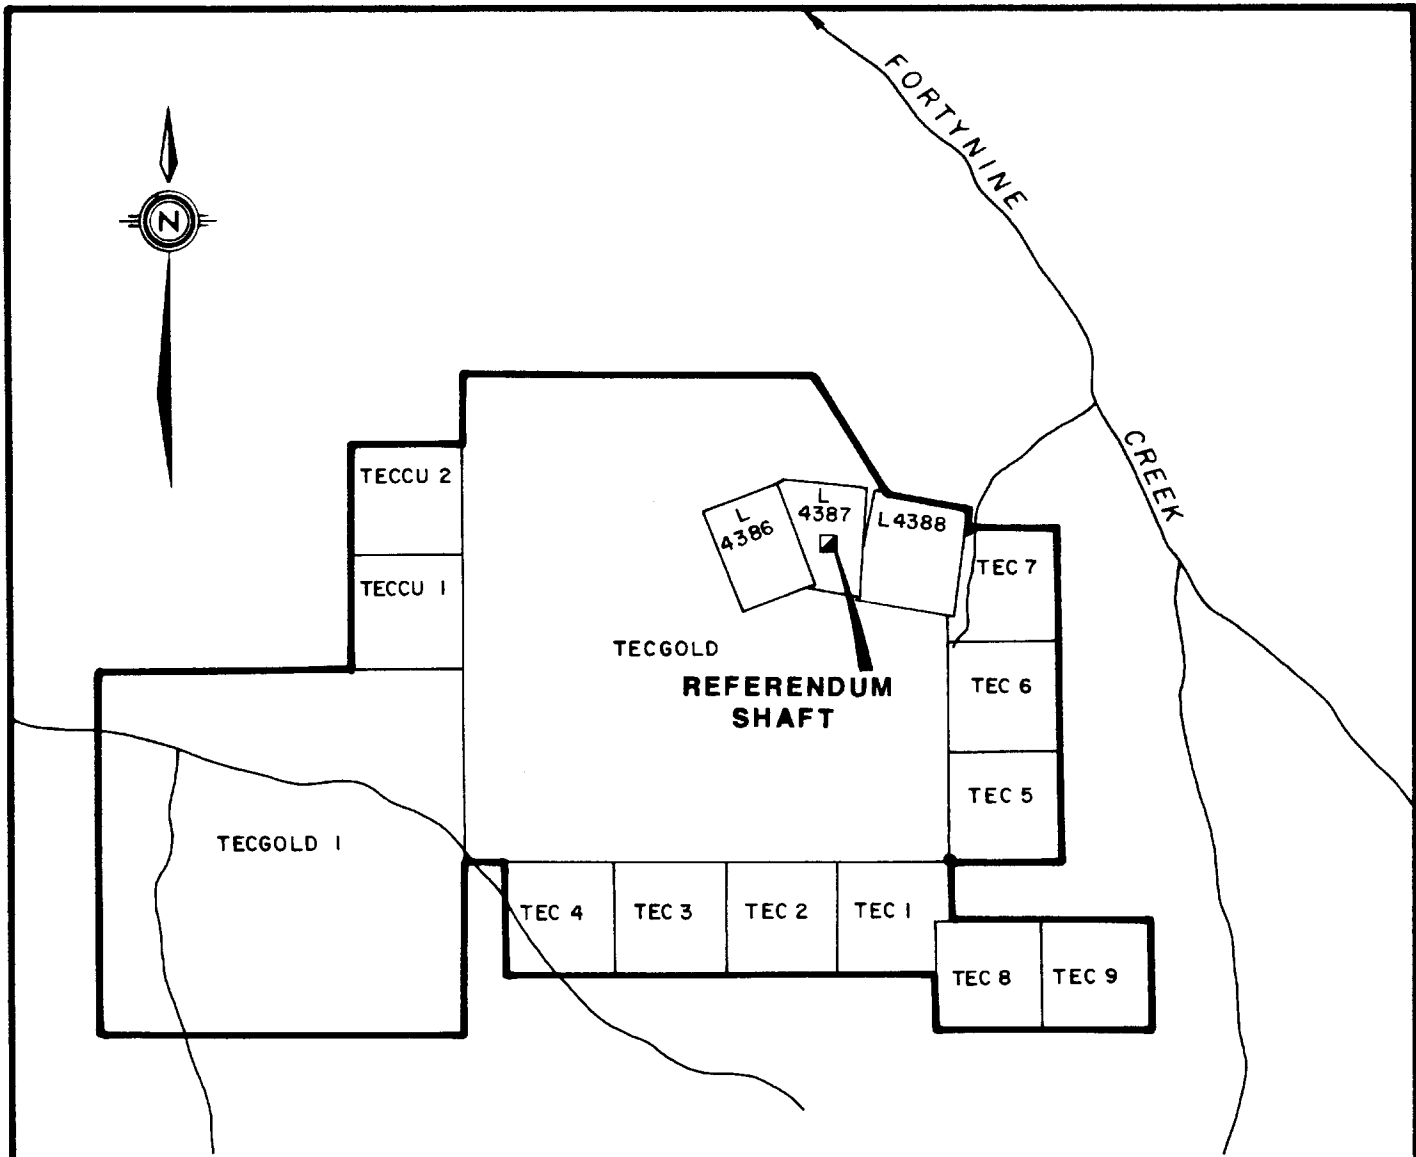 FORTYNINE
CREEK
N
TECCU 2
TECCU 1
L
4386
L
4387
L 4388
TEC 7
TECGOLD
REFERENDUM
SHAFT
TEC 6
TEC 5
TECGOLD 1
TEC 4
TEC 3
TEC 2
TEC 1
TEC 8
TEC 9